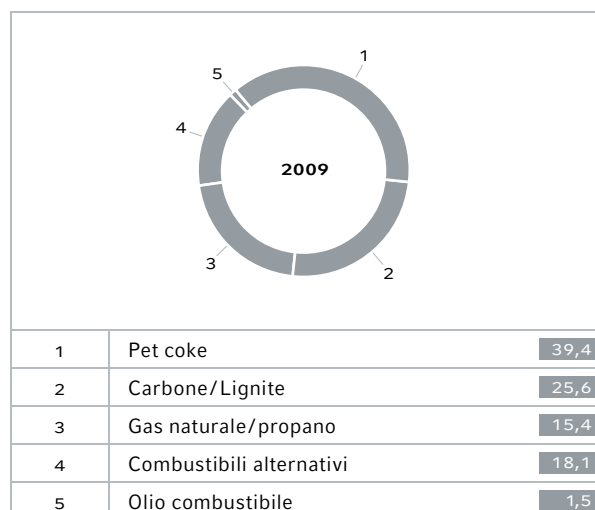 1
5
4
2009
3
2
1 Pet coke 39,4
2 Carbone/Lignite 25,6
3 Gas naturale/propano 15,4
4 Combustibili alternativi 18,1
5 Olio combustibile 1,5